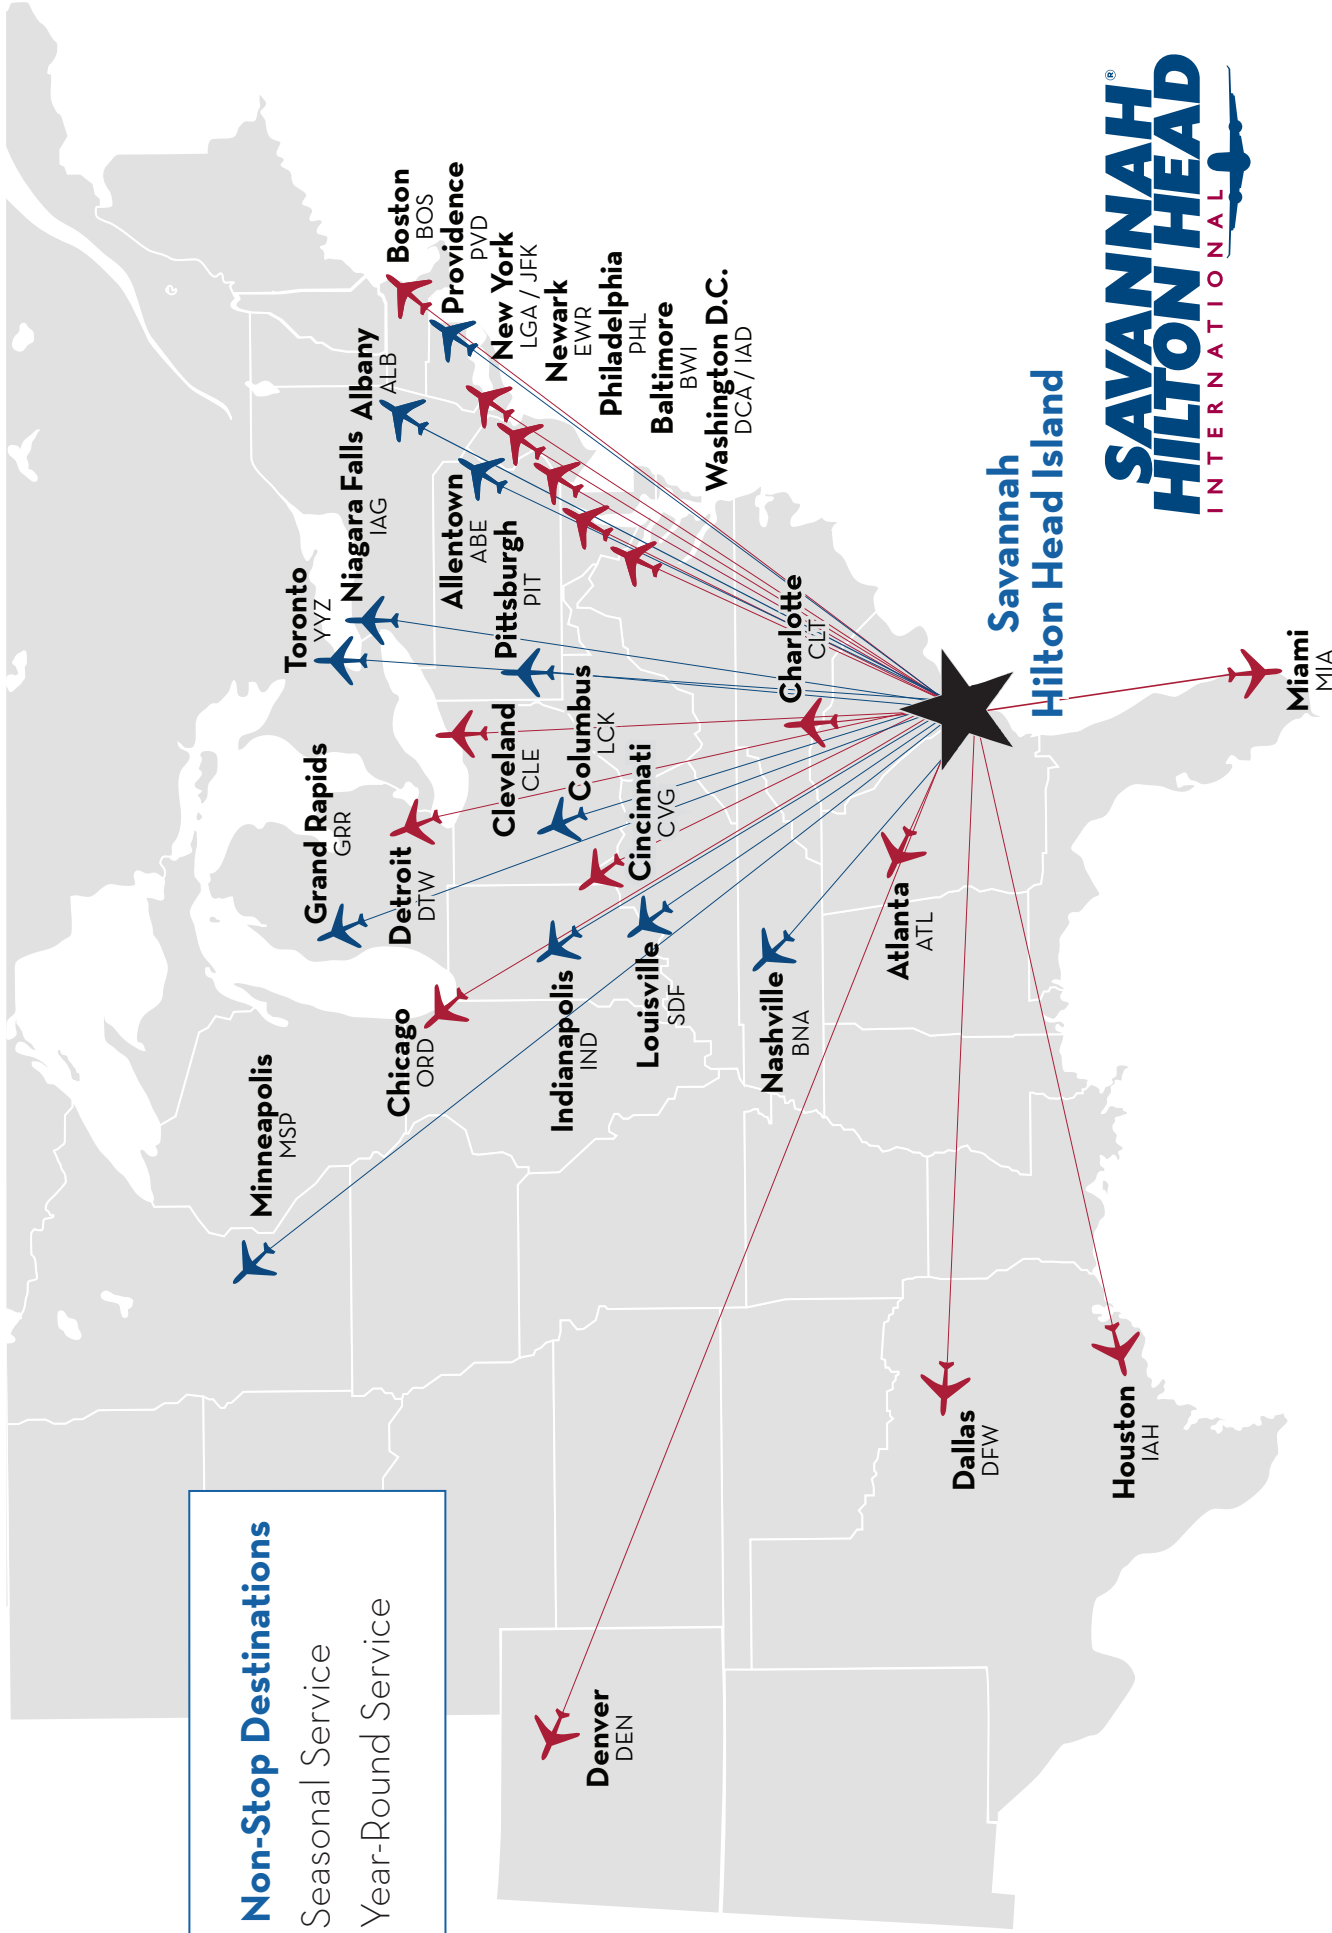 Non-Stop Destinations
Seasonal Service
Year-Round Service
Minneapolis
MSP
Grand Rapids
GRR
Toronto
YYZ
Niagara Falls
IAG
Albany
ALB
Boston
BOS
Providence
PVD
New York
LGA / JFK
Newark
EWR
Philadelphia
PHL
Baltimore
BWI
Washington D.C.
DCA / IAD
Allentown
ABE
Pittsburgh
PIT
Chicago
ORD
Detroit
DTW
Cleveland
CLE
Columbus
LCK
Cincinnati
CVG
Indianapolis
IND
Louisville
SDF
Nashville
BNA
Charlotte
CLT
Atlanta
ATL
Denver
DEN
Dallas
DFW
Houston
IAH
Miami
MIA
Savannah
Hilton Head Island
SAVANNAH®
HILTON HEAD
INTERNATIONAL